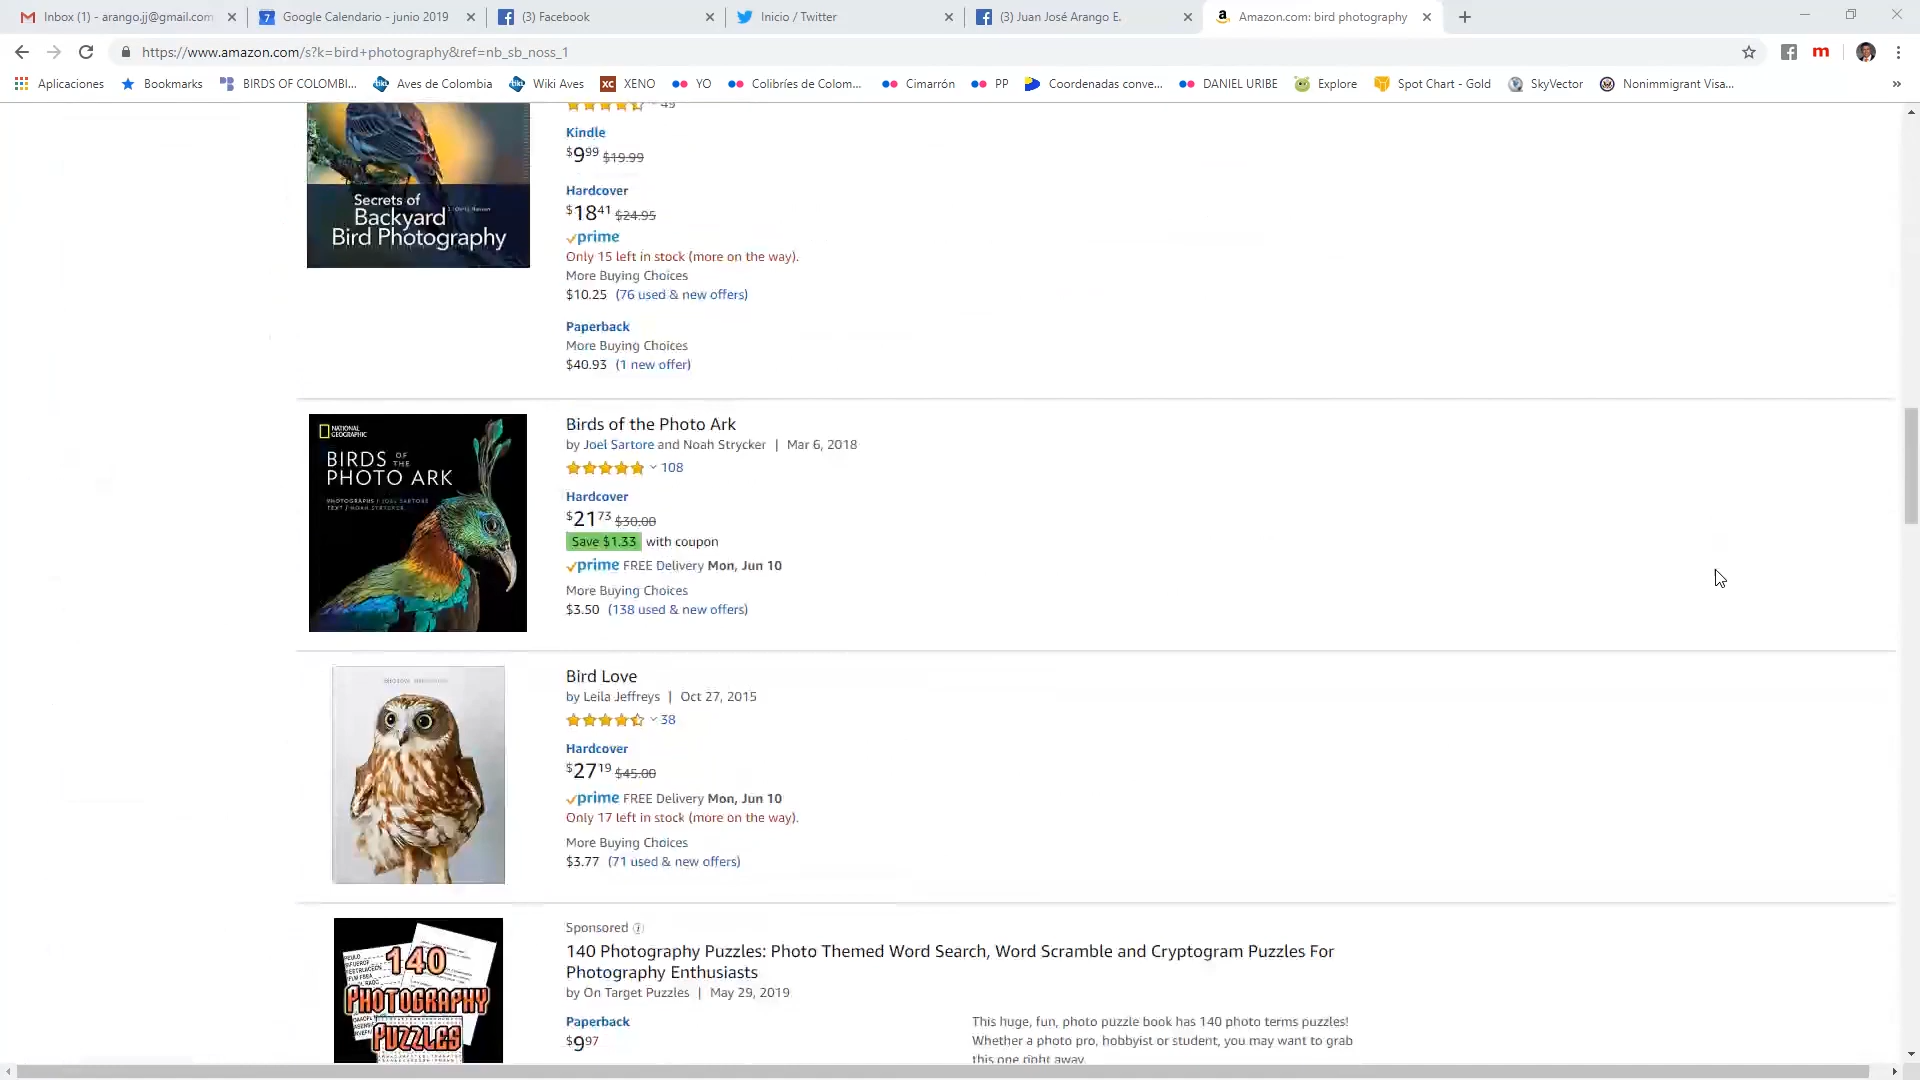 Inbox (1) - arango.jj@gmail.com
Google Calendario - junio 2019
(3) Facebook
Inicio / Twitter
(3) Juan José Arango E.
Amazon.com: bird photography
https://www.amazon.com/s?k=bird+photography&ref=nb_sb_noss_1
Aplicaciones
Bookmarks
BIRDS OF COLOMBI...
Aves de Colombia
Wiki Aves
XENO
YO
Colibríes de Colom...
Cimarrón
PP
Coordenadas conve...
DANIEL URIBE
Explore
Spot Chart - Gold
SkyVector
Nonimmigrant Visa...
»
Secrets of
Backyard
Bird Photography
49
Kindle
$9.99 $19.99
Hardcover
$18.41 $24.95
prime
Only 15 left in stock (more on the way).
More Buying Choices
$10.25 (76 used & new offers)
Paperback
More Buying Choices
$40.93 (1 new offer)
NATIONAL
GEOGRAPHIC
BIRDS OF THE
PHOTO ARK
PHOTOGRAPHS / JOEL SARTORE
TEXT / NOAH STRYCKER
Birds of the Photo Ark
by Joel Sartore and Noah Strycker | Mar 6, 2018
108
Hardcover
$21.73 $30.00
Save $1.33 with coupon
prime FREE Delivery Mon, Jun 10
More Buying Choices
$3.50 (138 used & new offers)
Bird Love
by Leila Jeffreys | Oct 27, 2015
38
Hardcover
$27.19 $45.00
prime FREE Delivery Mon, Jun 10
Only 17 left in stock (more on the way).
More Buying Choices
$3.77 (71 used & new offers)
140
PHOTOGRAPHY
PUZZLES
Sponsored
140 Photography Puzzles: Photo Themed Word Search, Word Scramble and Cryptogram Puzzles For
Photography Enthusiasts
by On Target Puzzles | May 29, 2019
Paperback
$9.97
This huge, fun, photo puzzle book has 140 photo terms puzzles!
Whether a photo pro, hobbyist or student, you may want to grab
this one right away.